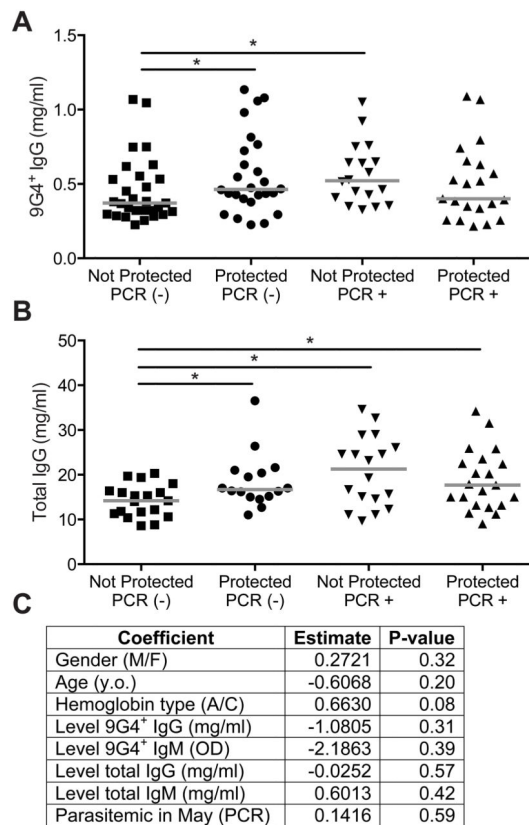 A
9G4⁺ IgG (mg/ml)
1.5
1.0
0.5
0.0
*
*
Not Protected PCR (-)
Protected PCR (-)
Not Protected PCR +
Protected PCR +
B
Total IgG (mg/ml)
50
40
30
20
10
0
*
*
*
Not Protected PCR (-)
Protected PCR (-)
Not Protected PCR +
Protected PCR +
C
Coefficient Estimate P-value
Gender (M/F) 0.2721 0.32
Age (y.o.) -0.6068 0.20
Hemoglobin type (A/C) 0.6630 0.08
Level 9G4⁺ IgG (mg/ml) -1.0805 0.31
Level 9G4⁺ IgM (OD) -2.1863 0.39
Level total IgG (mg/ml) -0.0252 0.57
Level total IgM (mg/ml) 0.6013 0.42
Parasitemic in May (PCR) 0.1416 0.59